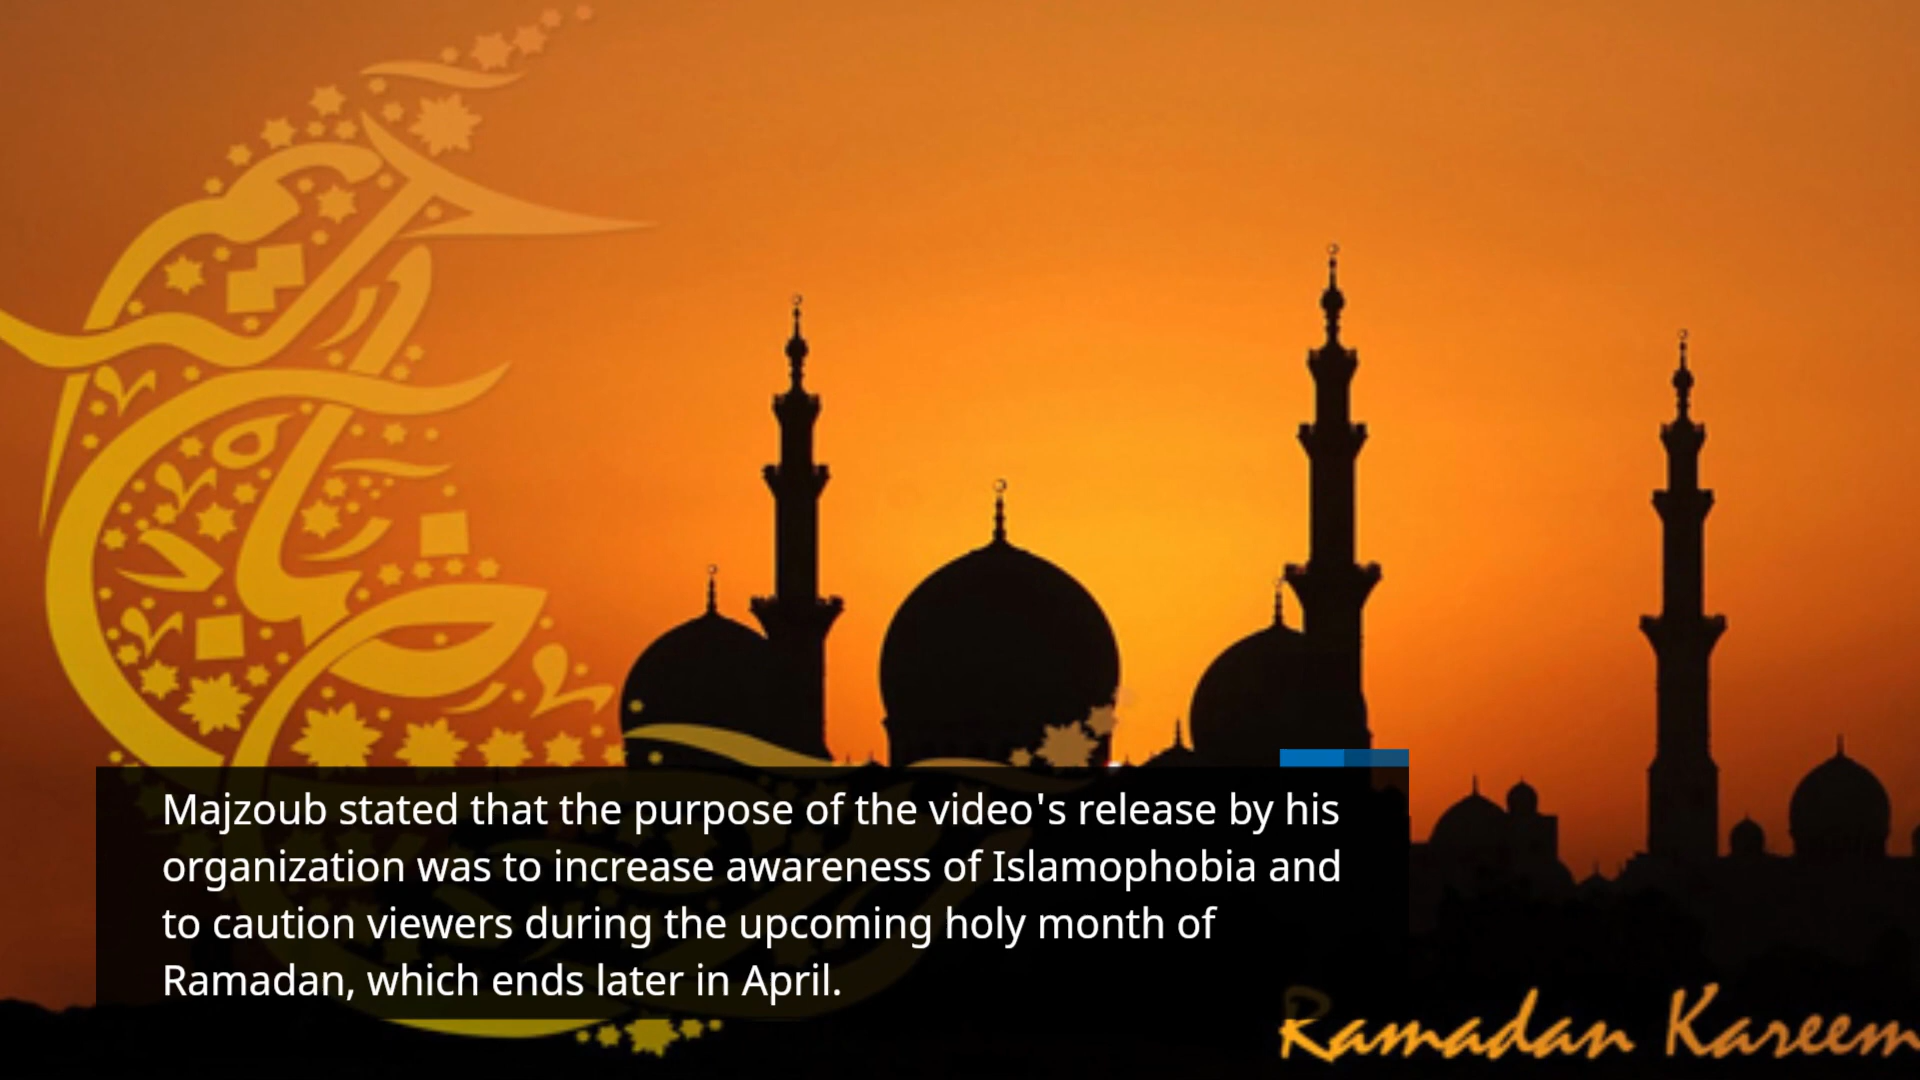 Majzoub stated that the purpose of the video's release by his
organization was to increase awareness of Islamophobia and
to caution viewers during the upcoming holy month of
Ramadan, which ends later in April.
Ramadan Kareem